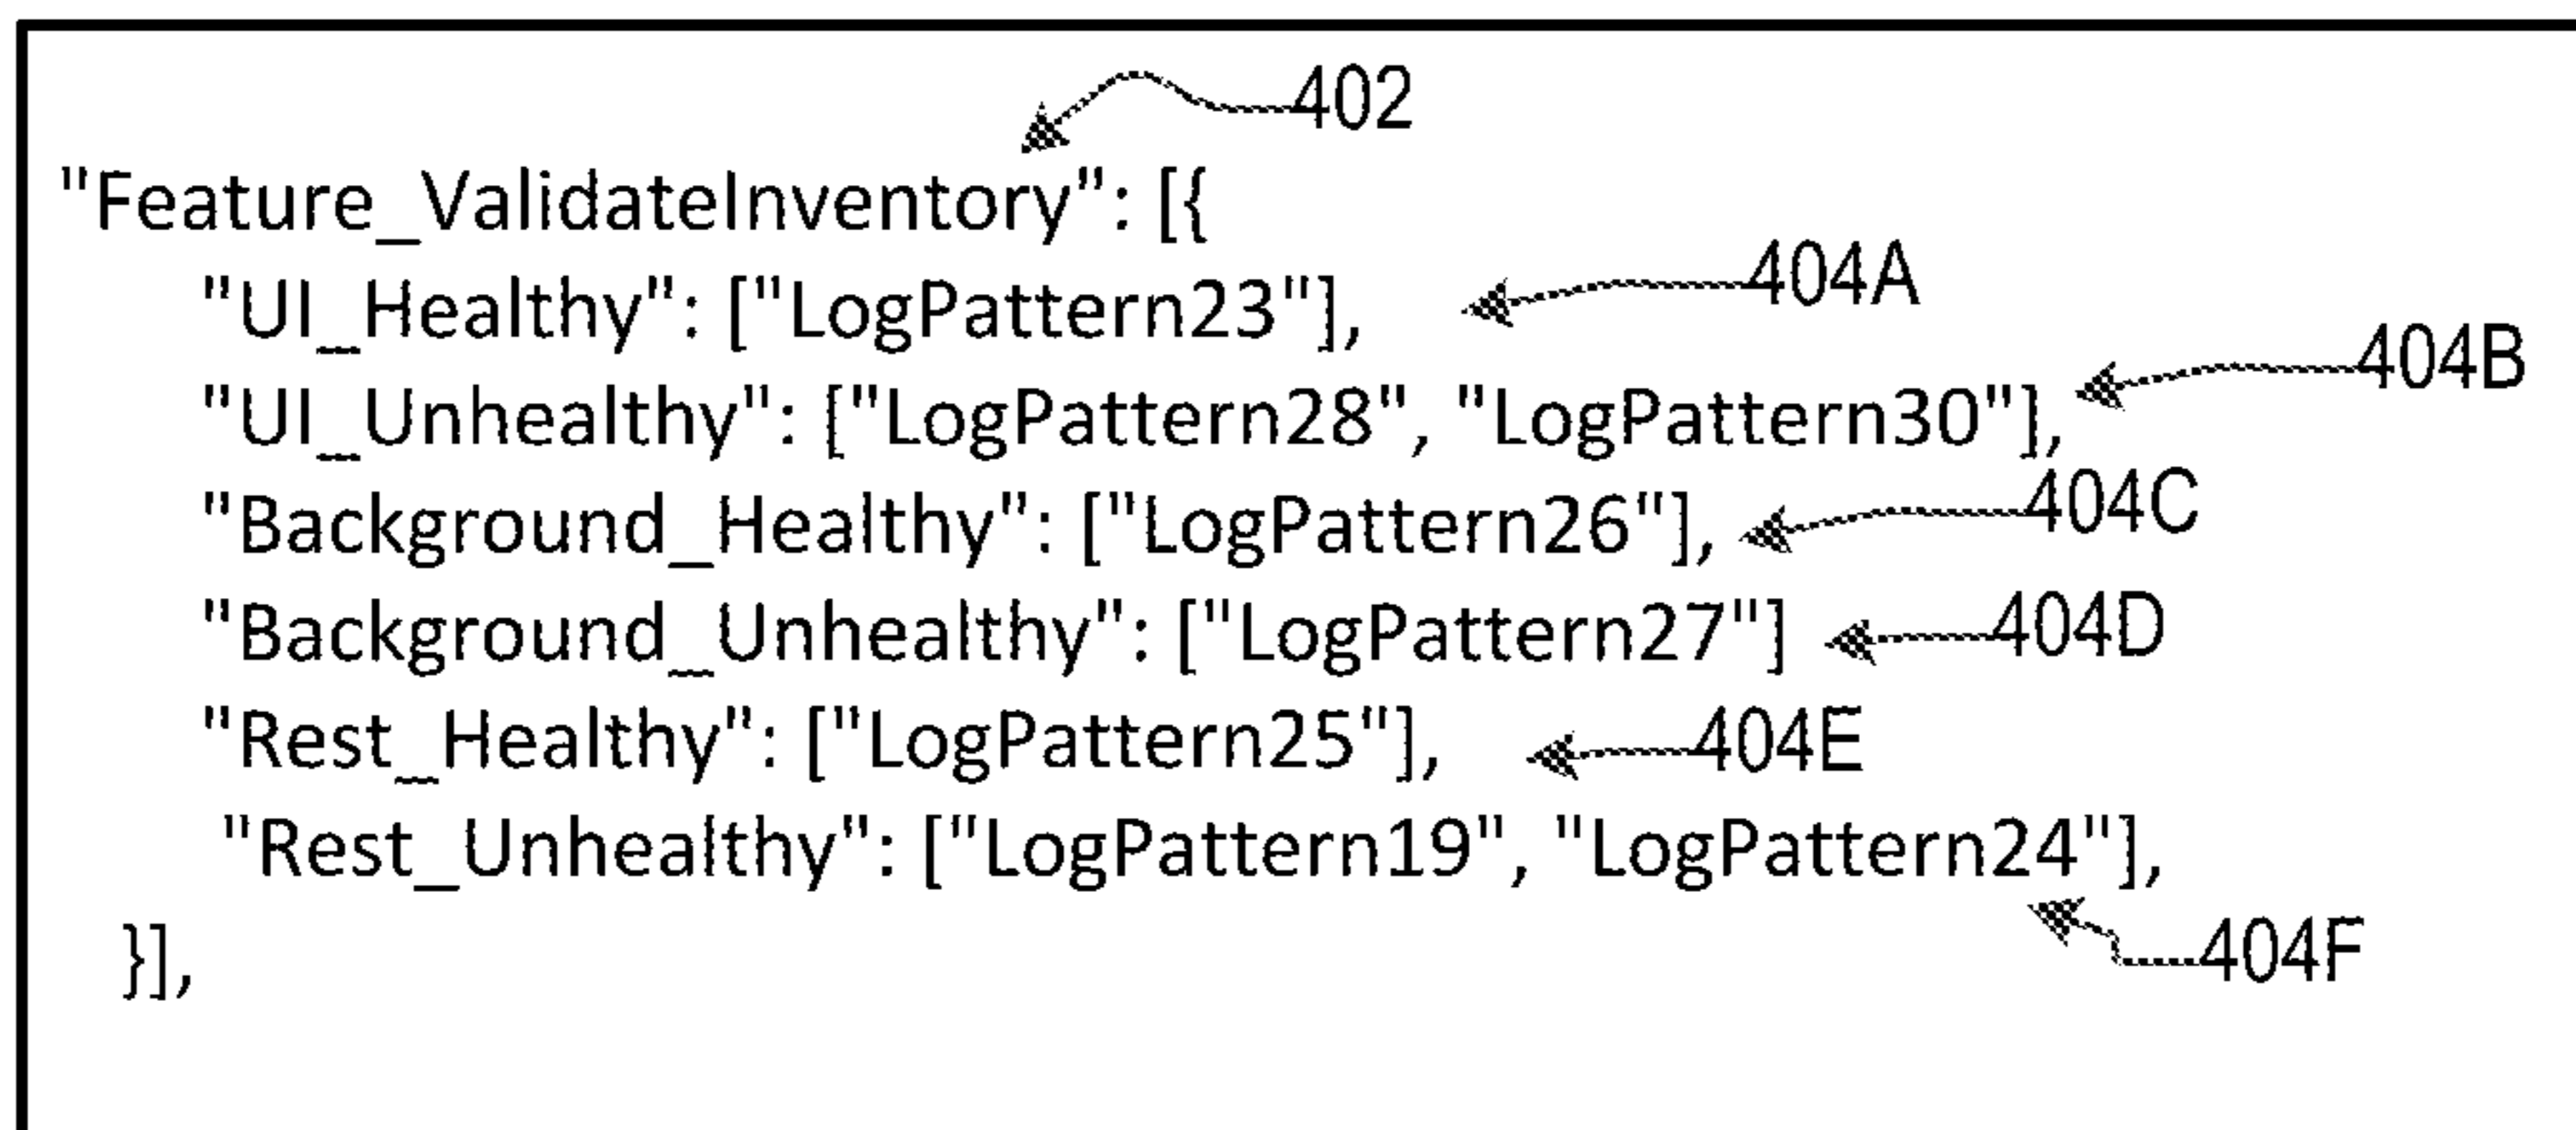 402
"Feature_ValidateInventory": [{
"UI_Healthy": ["LogPattern23"], 404A
"UI_Unhealthy": ["LogPattern28", "LogPattern30"], 404B
"Background_Healthy": ["LogPattern26"], 404C
"Background_Unhealthy": ["LogPattern27"] 404D
"Rest_Healthy": ["LogPattern25"], 404E
"Rest_Unhealthy": ["LogPattern19", "LogPattern24"],
}], 404F